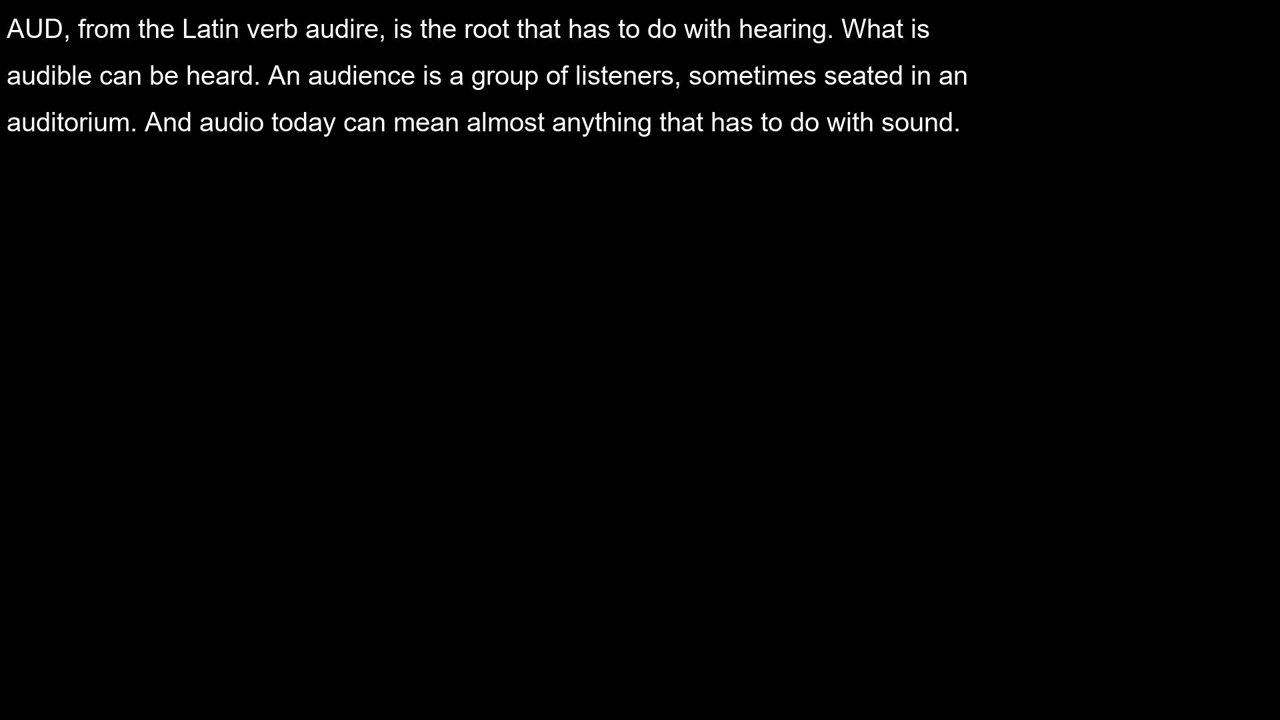 AUD, from the Latin verb audire, is the root that has to do with hearing. What is
audible can be heard. An audience is a group of listeners, sometimes seated in an
auditorium. And audio today can mean almost anything that has to do with sound.